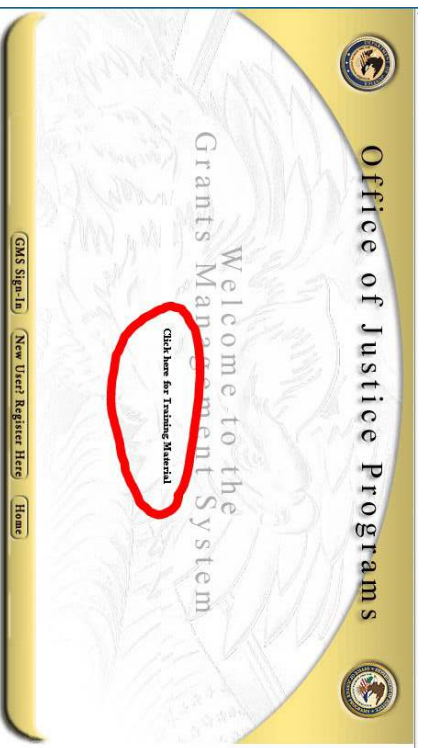 Office of Justice Programs
Welcome to the
Grants Management System
Click here for Training Material
GMS Sign-In
New User? Register Here
Home